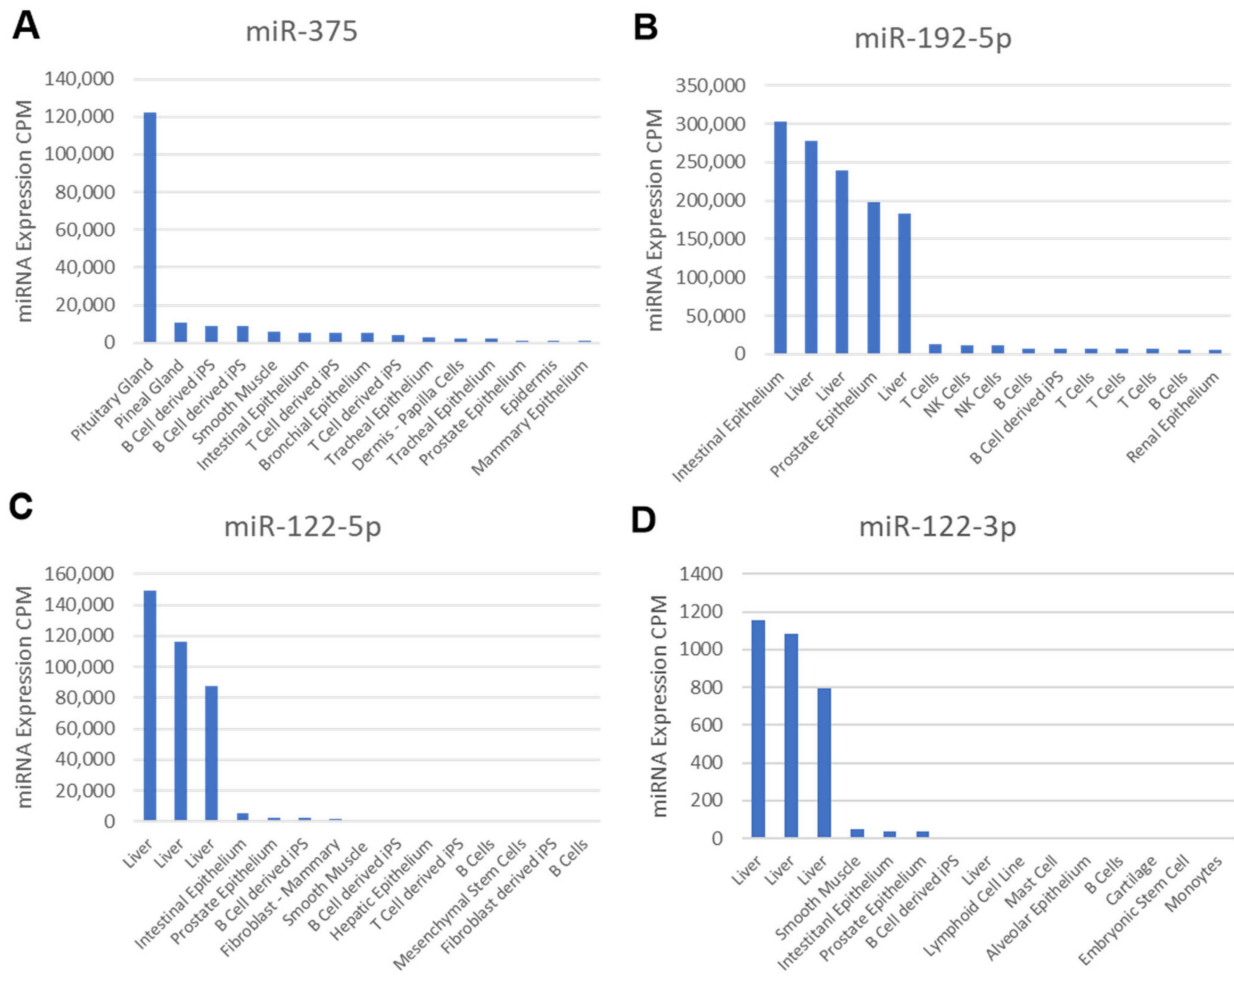 A
miR-375
miRNA Expression CPM
140,000
120,000
100,000
80,000
60,000
40,000
20,000
0
Pituitary Gland
Pineal Gland
B Cell derived iPS
B Cell derived iPS
Smooth Muscle
Intestinal Epithelium
T Cell derived iPS
Bronchial Epithelium
T Cell derived iPS
Tracheal Epithelium
Dermis - Papilla Cells
Tracheal Epithelium
Prostate Epithelium
Epidermis
Mammary Epithelium
B
miR-192-5p
miRNA Expression CPM
350,000
300,000
250,000
200,000
150,000
100,000
50,000
0
Intestinal Epithelium
Liver
Liver
Prostate Epithelium
Liver
T Cells
NK Cells
NK Cells
B Cells
B Cell derived iPS
T Cells
T Cells
T Cells
B Cells
Renal Epithelium
C
miR-122-5p
miRNA Expression CPM
160,000
140,000
120,000
100,000
80,000
60,000
40,000
20,000
0
Liver
Liver
Liver
Intestinal Epithelium
Prostate Epithelium
B Cell derived iPS
Fibroblast - Mammary
Smooth Muscle
B Cell derived iPS
Hepatic Epithelium
T Cell derived iPS
B Cells
Mesenchymal Stem Cells
Fibroblast derived iPS
B Cells
D
miR-122-3p
miRNA Expression CPM
1400
1200
1000
800
600
400
200
0
Liver
Liver
Liver
Smooth Muscle
Intestitanl Epithelium
Prostate Epithelium
B Cell derived iPS
Liver
Lymphoid Cell Line
Mast Cell
Alveolar Epithelium
B Cells
Cartilage
Embryonic Stem Cell
Monoytes